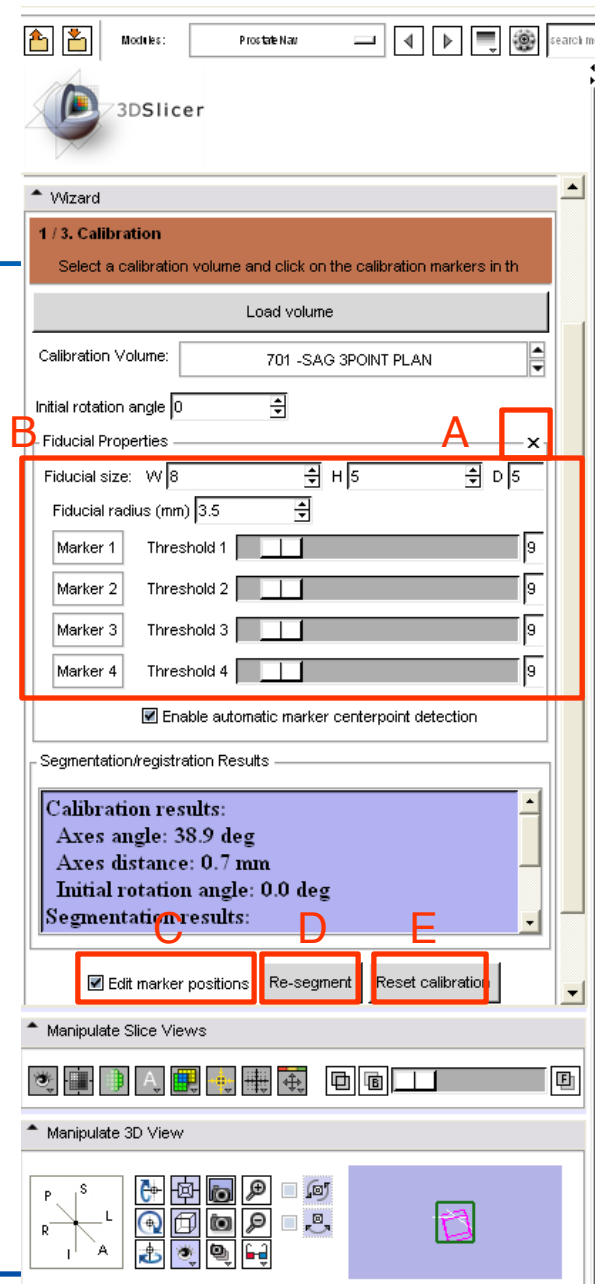 Modules: Prostate Nav search m
3DSlicer
Wizard
1 / 3. Calibration
Select a calibration volume and click on the calibration markers in th
Load volume
Calibration Volume: 701 -SAG 3POINT PLAN
Initial rotation angle 0
B A
Fiducial Properties x
Fiducial size: W 8 H 5 D 5
Fiducial radius (mm) 3.5
Marker 1 Threshold 1 9
Marker 2 Threshold 2 9
Marker 3 Threshold 3 9
Marker 4 Threshold 4 9
Enable automatic marker centerpoint detection
Segmentation/registration Results
Calibration results:
Axes angle: 38.9 deg
Axes distance: 0.7 mm
Initial rotation angle: 0.0 deg
Segmentation results:
C D E
Edit marker positions Re-segment Reset calibration
Manipulate Slice Views
A B F
Manipulate 3D View
P S
R L
I A